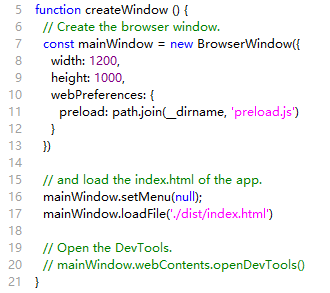 5 function createWindow () {
6 // Create the browser window.
7 const mainWindow = new BrowserWindow({
8 width: 1200,
9 height: 1000,
10 webPreferences: {
11 preload: path.join(__dirname, 'preload.js')
12 }
13 })
14
15 // and load the index.html of the app.
16 mainWindow.setMenu(null);
17 mainWindow.loadFile('./dist/index.html')
18
19 // Open the DevTools.
20 // mainWindow.webContents.openDevTools()
21 }